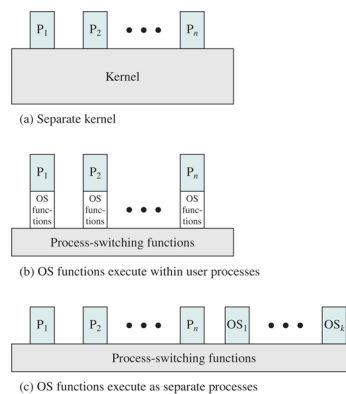 P1 P2 Pn
Kernel
(a) Separate kernel
P1 P2 Pn
OS OS OS
func- func- func-
tions tions tions
Process-switching functions
(b) OS functions execute within user processes
P1 P2 Pn OS1 OSk
Process-switching functions
(c) OS functions execute as separate processes